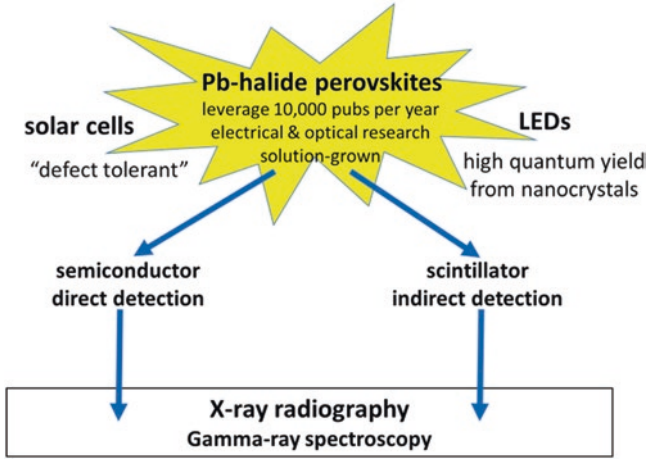 Pb-halide perovskites
leverage 10,000 pubs per year
electrical & optical research
solution-grown
solar cells
“defect tolerant”
LEDs
high quantum yield
from nanocrystals
semiconductor
direct detection
scintillator
indirect detection
X-ray radiography
Gamma-ray spectroscopy